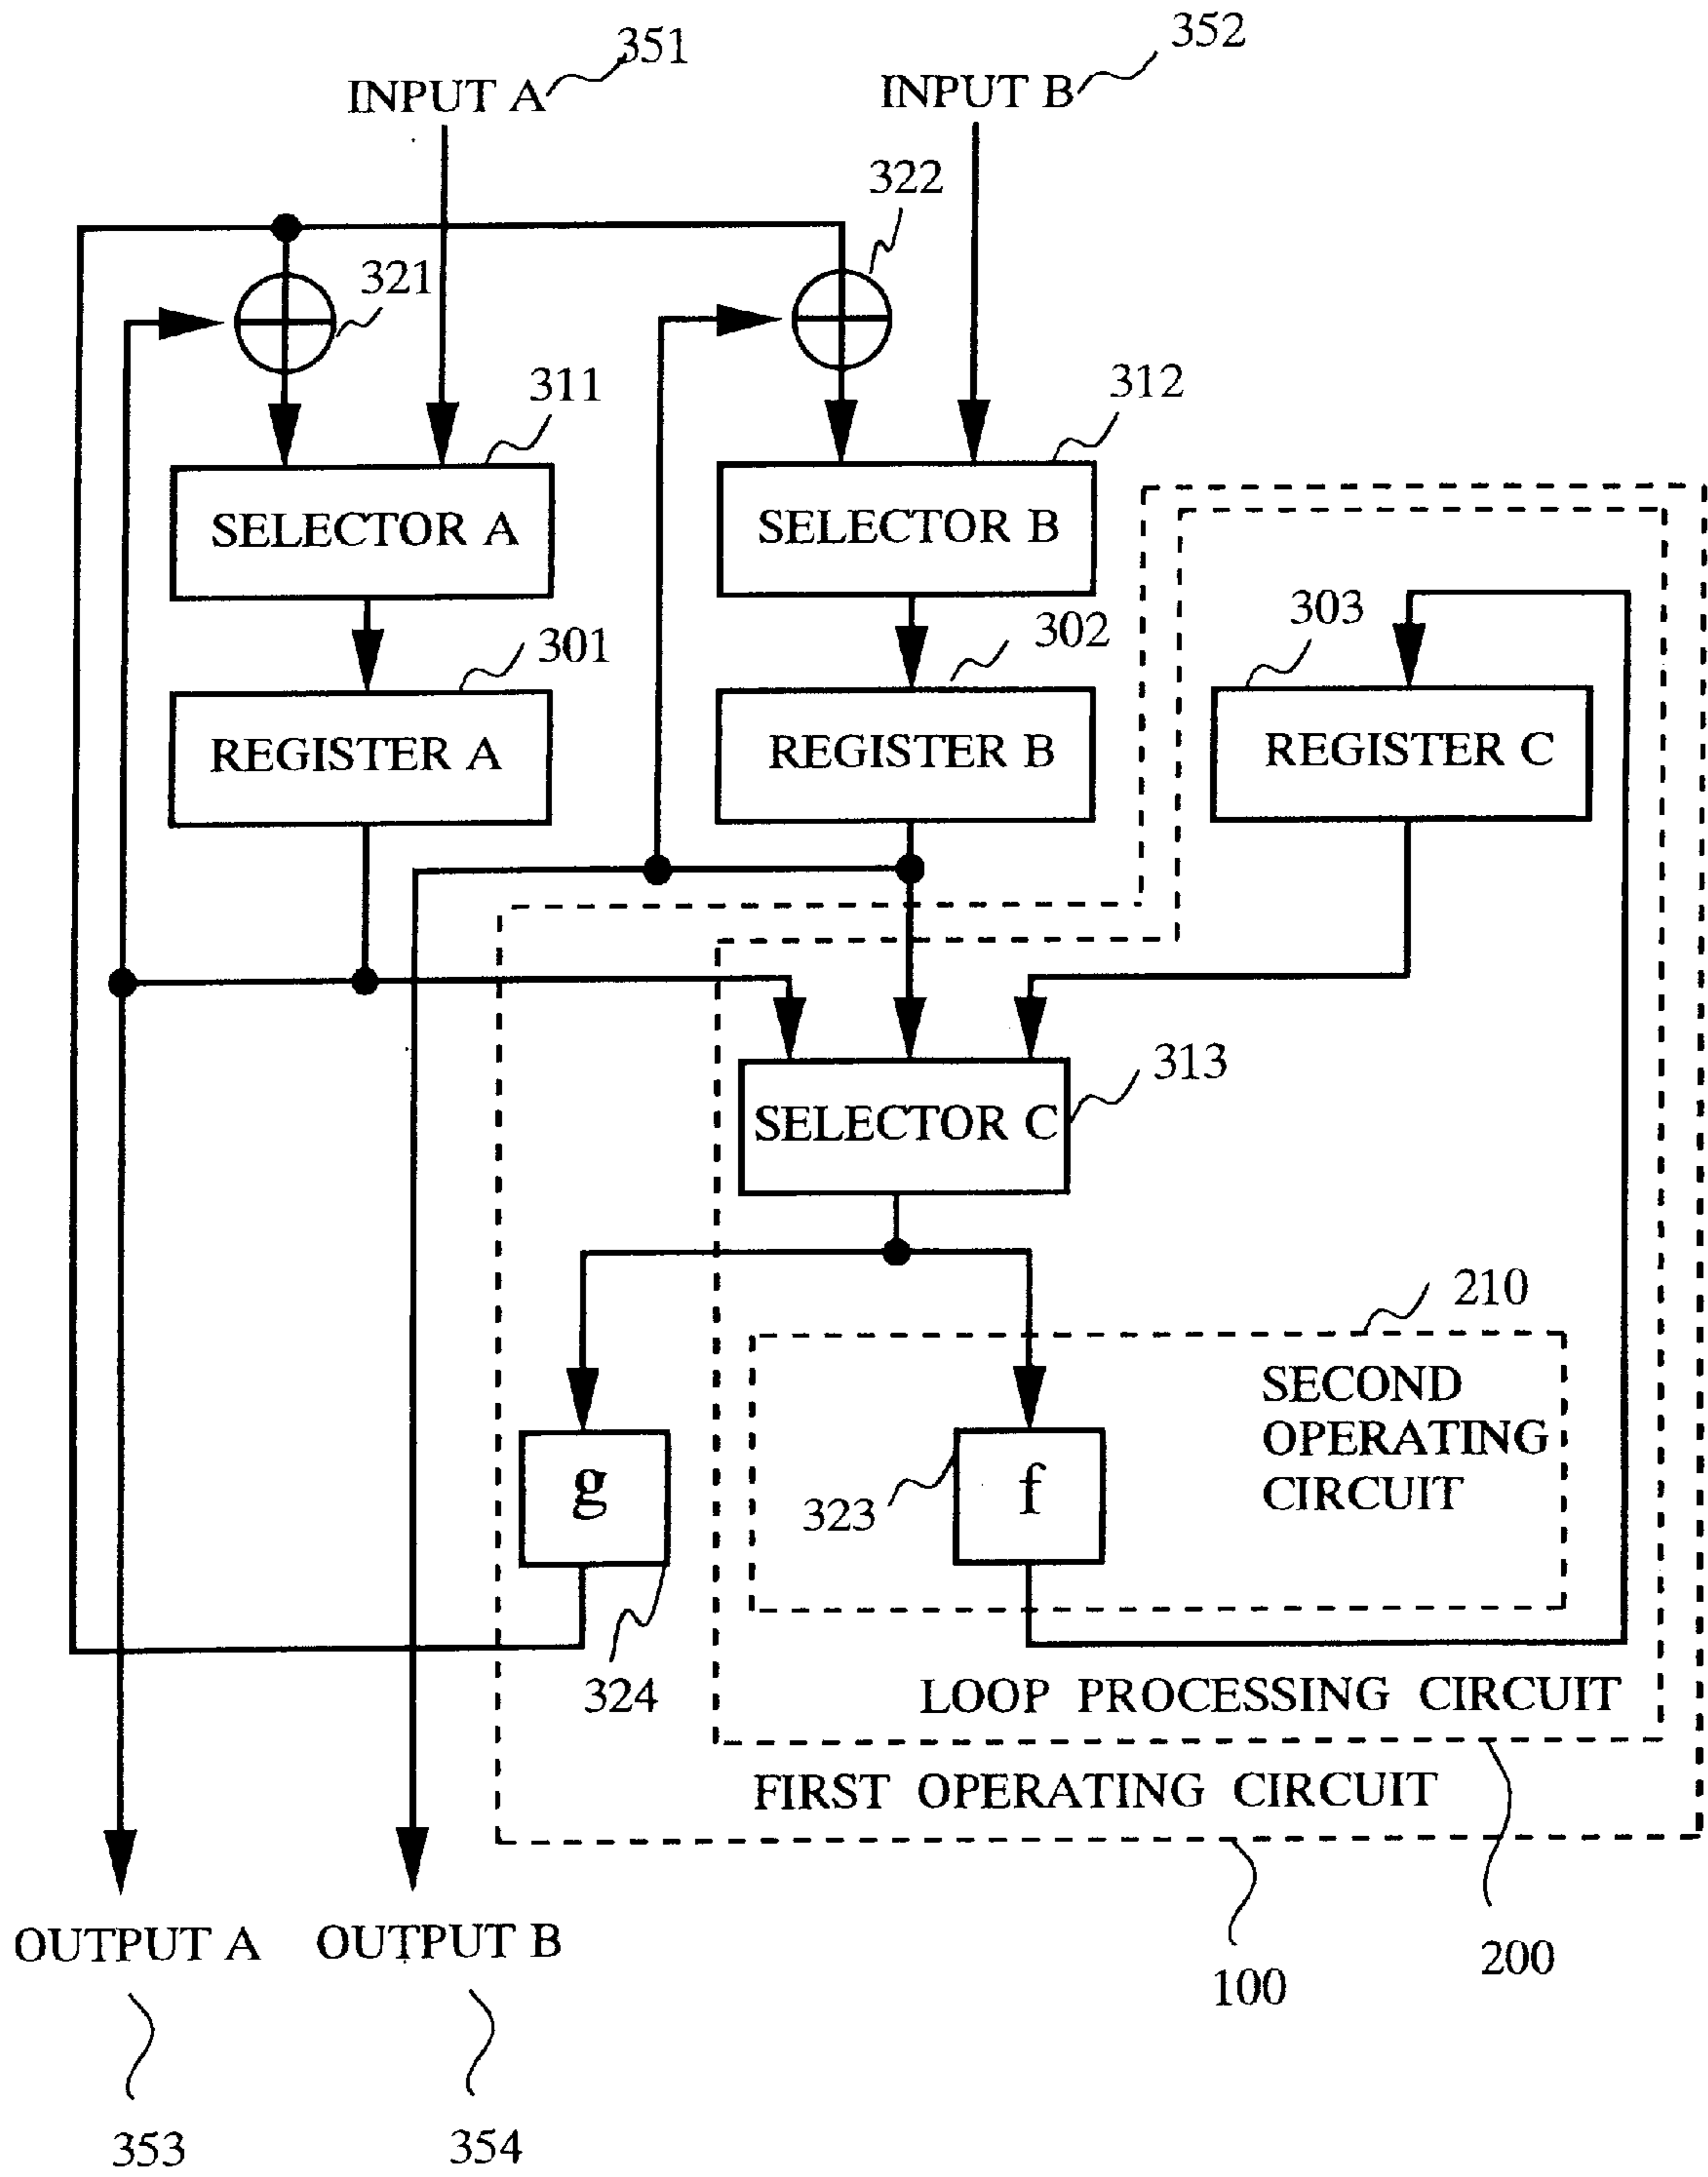 351
352
INPUT A
INPUT B
322
321
311
312
SELECTOR A
SELECTOR B
303
301
302
REGISTER A
REGISTER B
REGISTER C
313
SELECTOR C
210
SECOND
OPERATING
CIRCUIT
g
f
323
324
LOOP PROCESSING CIRCUIT
FIRST OPERATING CIRCUIT
OUTPUT A
OUTPUT B
200
100
353
354